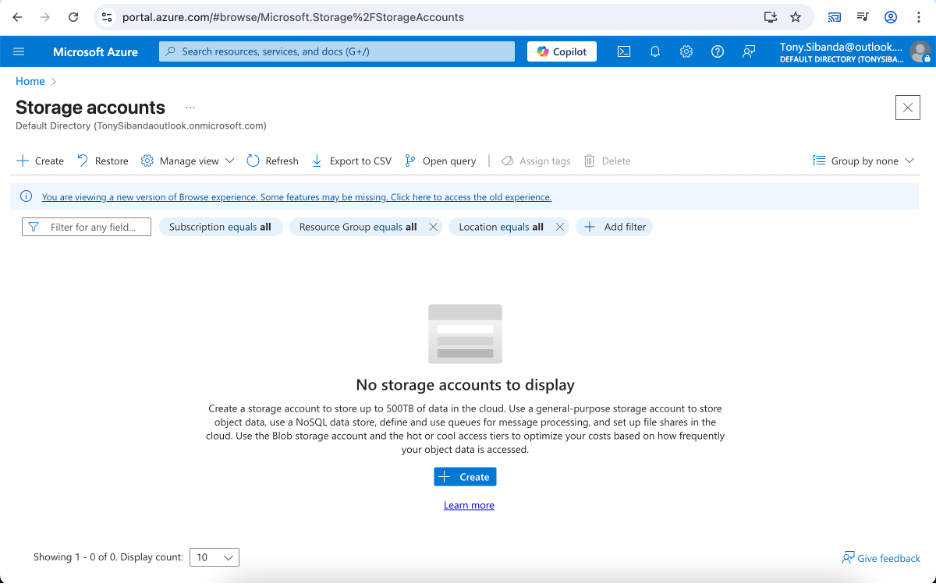 portal.azure.com/#browse/Microsoft.Storage%2FStorageAccounts
Microsoft Azure
Search resources, services, and docs (G+/)
Copilot
Tony.Sibanda@outlook....
DEFAULT DIRECTORY (TONYSIBA...
Home
Storage accounts ...
Default Directory (TonySibandaoutlook.onmicrosoft.com)
Create Restore Manage view Refresh Export to CSV Open query Assign tags Delete Group by none
You are viewing a new version of Browse experience. Some features may be missing. Click here to access the old experience.
Filter for any field... Subscription equals all Resource Group equals all Location equals all Add filter
No storage accounts to display
Create a storage account to store up to 500TB of data in the cloud. Use a general-purpose storage account to store
object data, use a NoSQL data store, define and use queues for message processing, and set up file shares in the
cloud. Use the Blob storage account and the hot or cool access tiers to optimize your costs based on how frequently
your object data is accessed.
Create
Learn more
Showing 1 - 0 of 0. Display count: 10
Give feedback